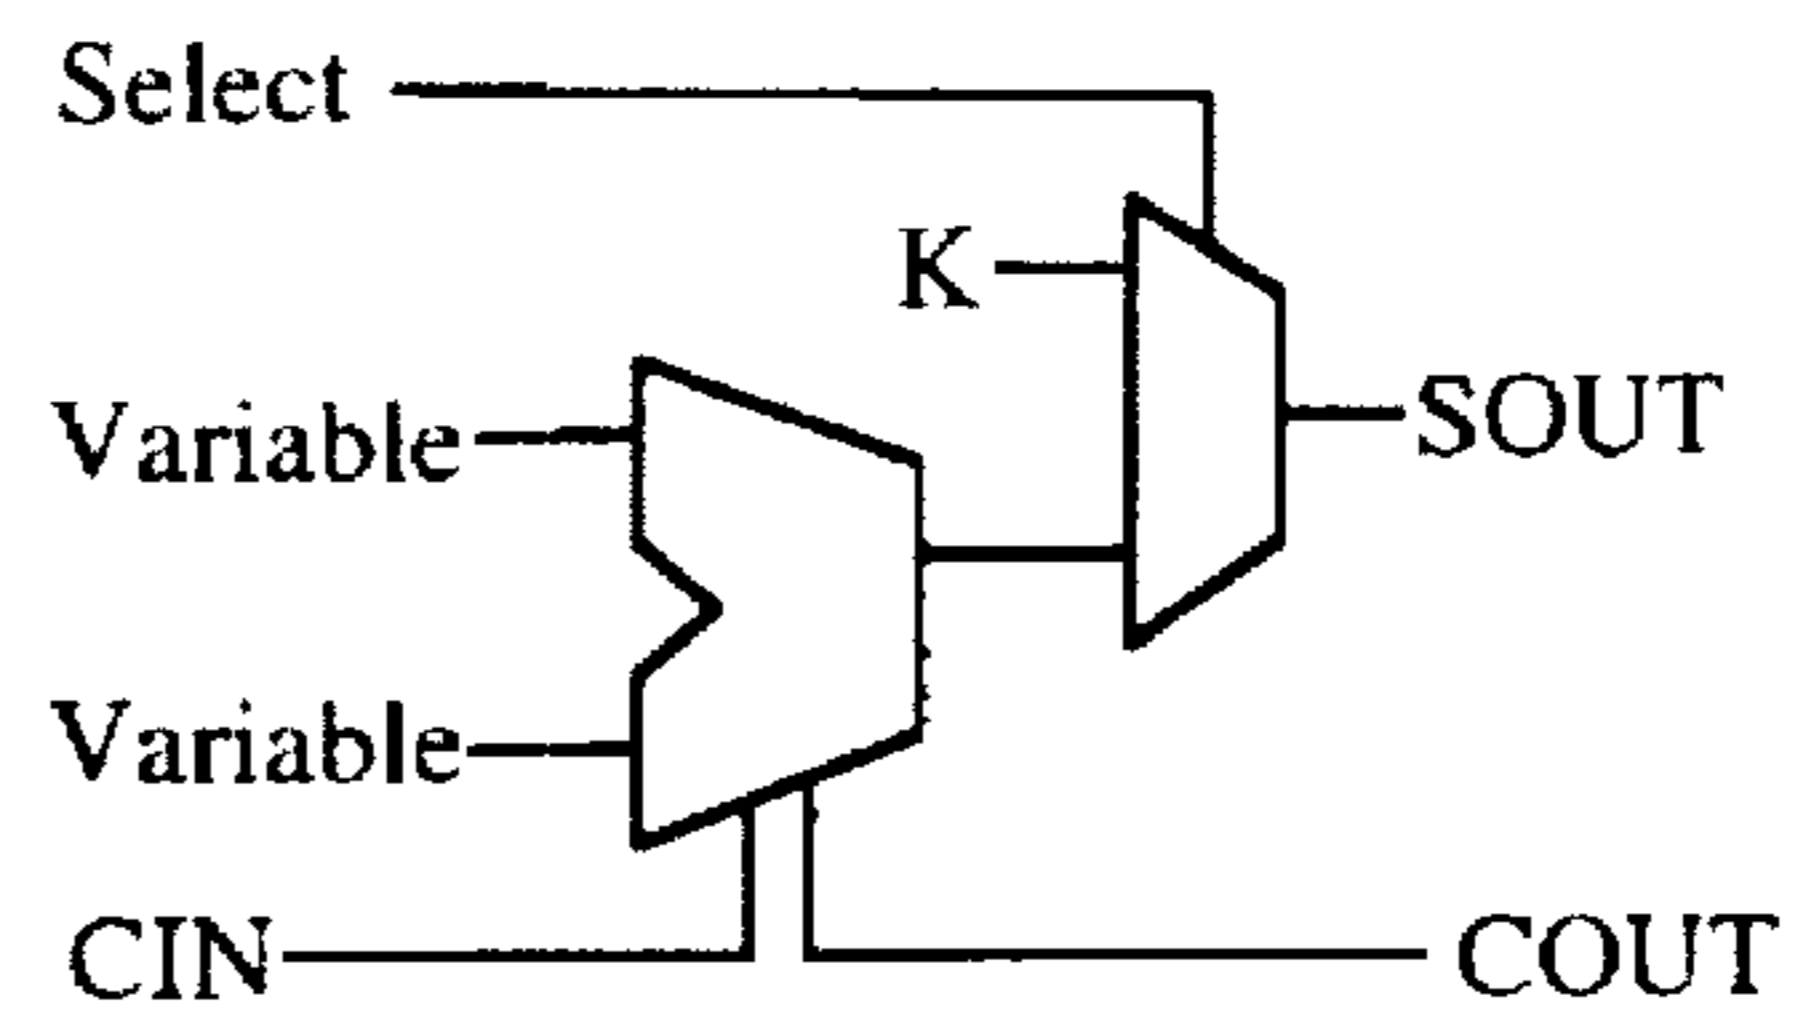 Select
K
Variable
SOUT
Variable
CIN
COUT